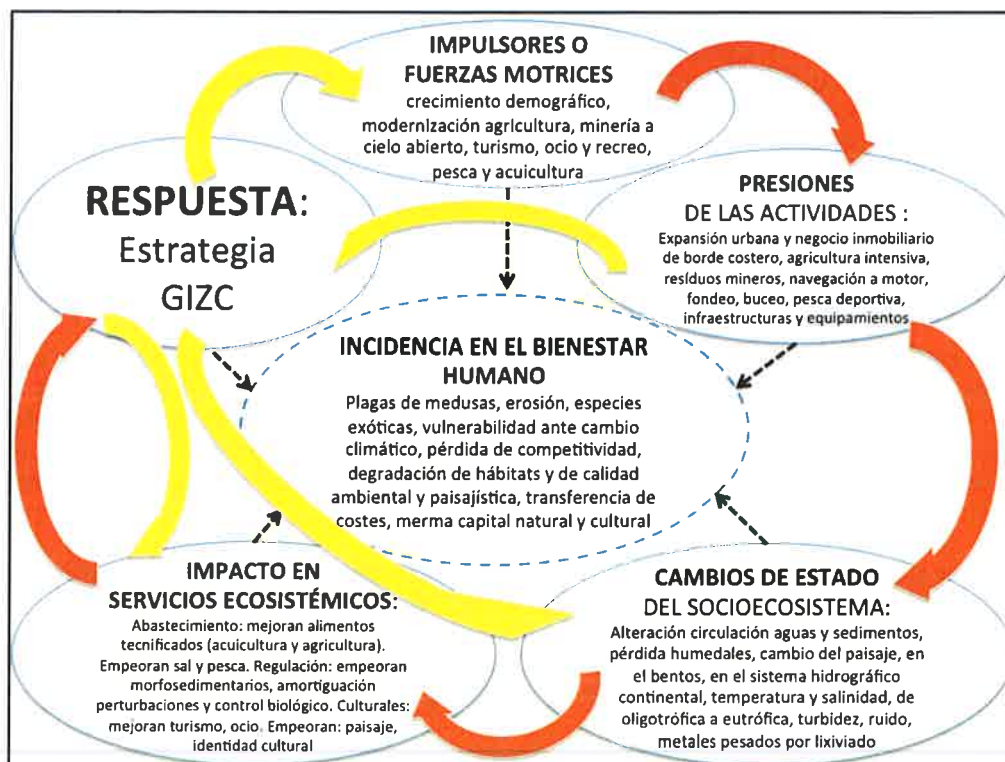 IMPULSORES O
FUERZAS MOTRICES
crecimiento demográfico,
modernización agricultura, minería a
cielo abierto, turismo, ocio y recreo,
pesca y acuicultura
RESPUESTA:
Estrategia
GIZC
PRESIONES
DE LAS ACTIVIDADES :
Expansión urbana y negocio inmobiliario
de borde costero, agricultura intensiva,
resíduos mineros, navegación a motor,
fondeo, buceo, pesca deportiva,
infraestructuras y equipamientos
INCIDENCIA EN EL BIENESTAR
HUMANO
Plagas de medusas, erosión, especies
exóticas, vulnerabilidad ante cambio
climático, pérdida de competitividad,
degradación de hábitats y de calidad
ambiental y paisajística, transferencia de
costes, merma capital natural y cultural
IMPACTO EN
SERVICIOS ECOSISTÉMICOS:
Abastecimiento: mejoran alimentos
tecnificados (acuicultura y agricultura).
Empeoran sal y pesca. Regulación: empeoran
morfosedimentarios, amortiguación
perturbaciones y control biológico. Culturales:
mejoran turismo, ocio. Empeoran: paisaje,
identidad cultural
CAMBIOS DE ESTADO
DEL SOCIOECOSISTEMA:
Alteración circulación aguas y sedimentos,
pérdida humedales, cambio del paisaje, en
el bentos, en el sistema hidrográfico
continental, temperatura y salinidad, de
oligotrófica a eutrófica, turbidez, ruido,
metales pesados por lixiviado